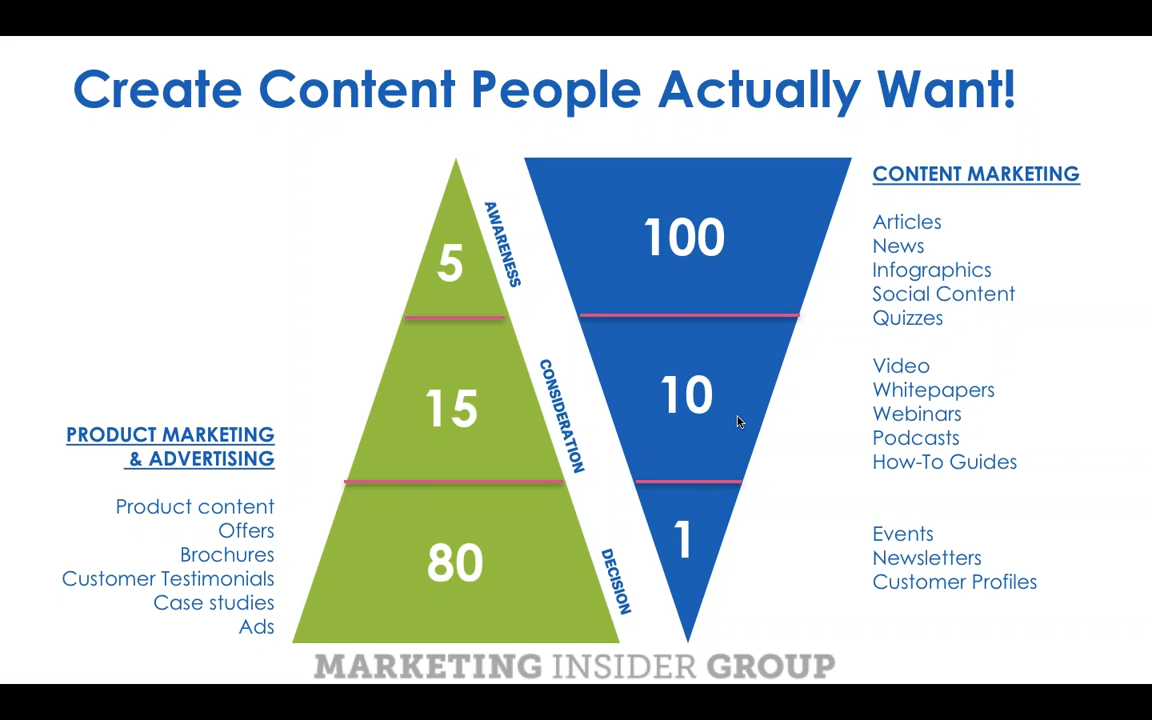 Create Content People Actually Want!
5
15
80
AWARENESS
CONSIDERATION
DECISION
PRODUCT MARKETING
& ADVERTISING
Product content
Offers
Brochures
Customer Testimonials
Case studies
Ads
100
10
1
CONTENT MARKETING
Articles
News
Infographics
Social Content
Quizzes
Video
Whitepapers
Webinars
Podcasts
How-To Guides
Events
Newsletters
Customer Profiles
MARKETING INSIDER GROUP